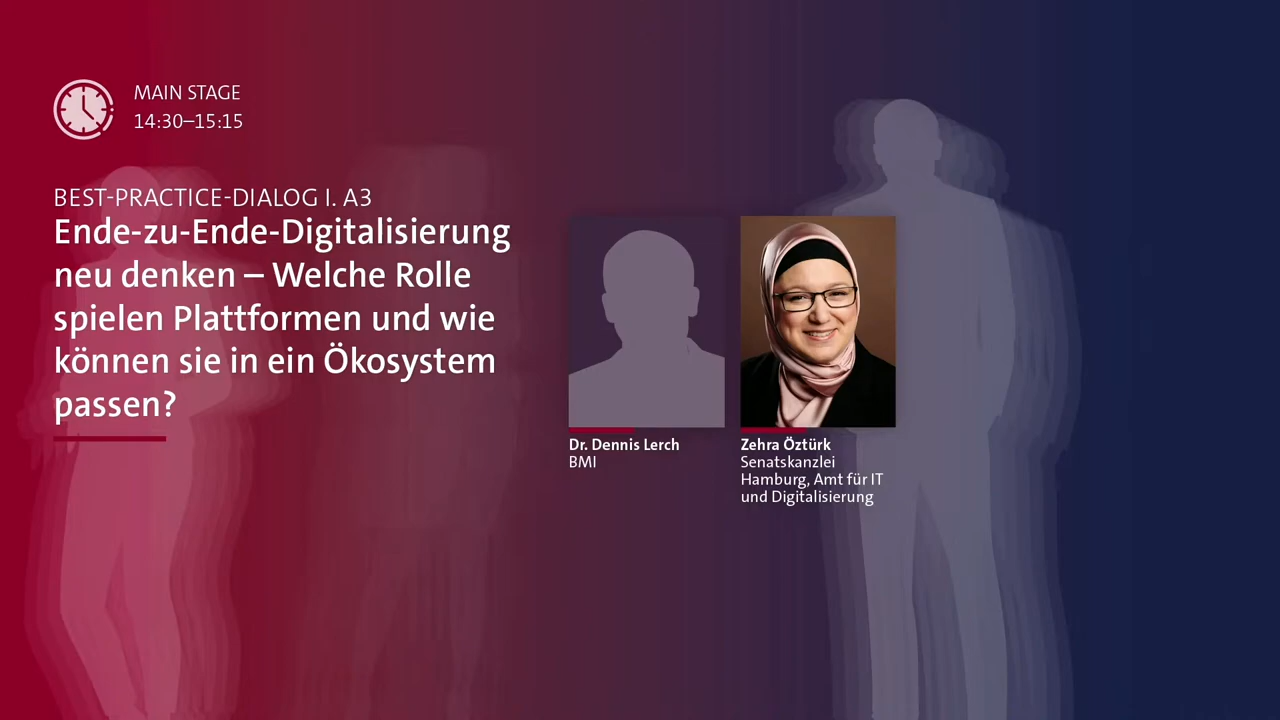 MAIN STAGE
14:30–15:15
BEST-PRACTICE-DIALOG I. A3
Ende-zu-Ende-Digitalisierung
neu denken – Welche Rolle
spielen Plattformen und wie
können sie in ein Ökosystem
passen?
Dr. Dennis Lerch
BMI
Zehra Öztürk
Senatskanzlei
Hamburg, Amt für IT
und Digitalisierung